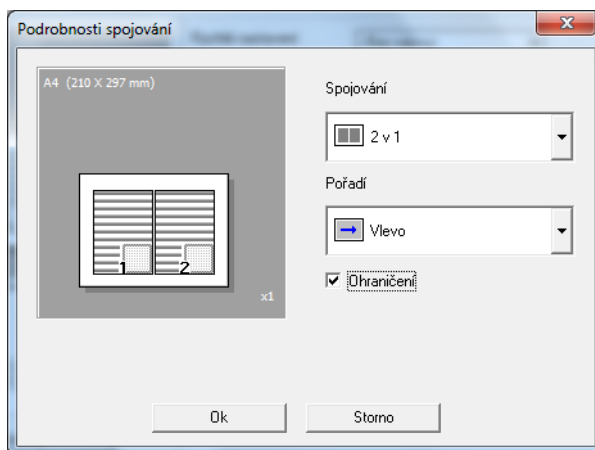 Podrobnosti spojování
A4 (210 X 297 mm)
1 2
x1
Spojování
2 v 1
Pořadí
Vlevo
Ohraničení
Ok
Storno